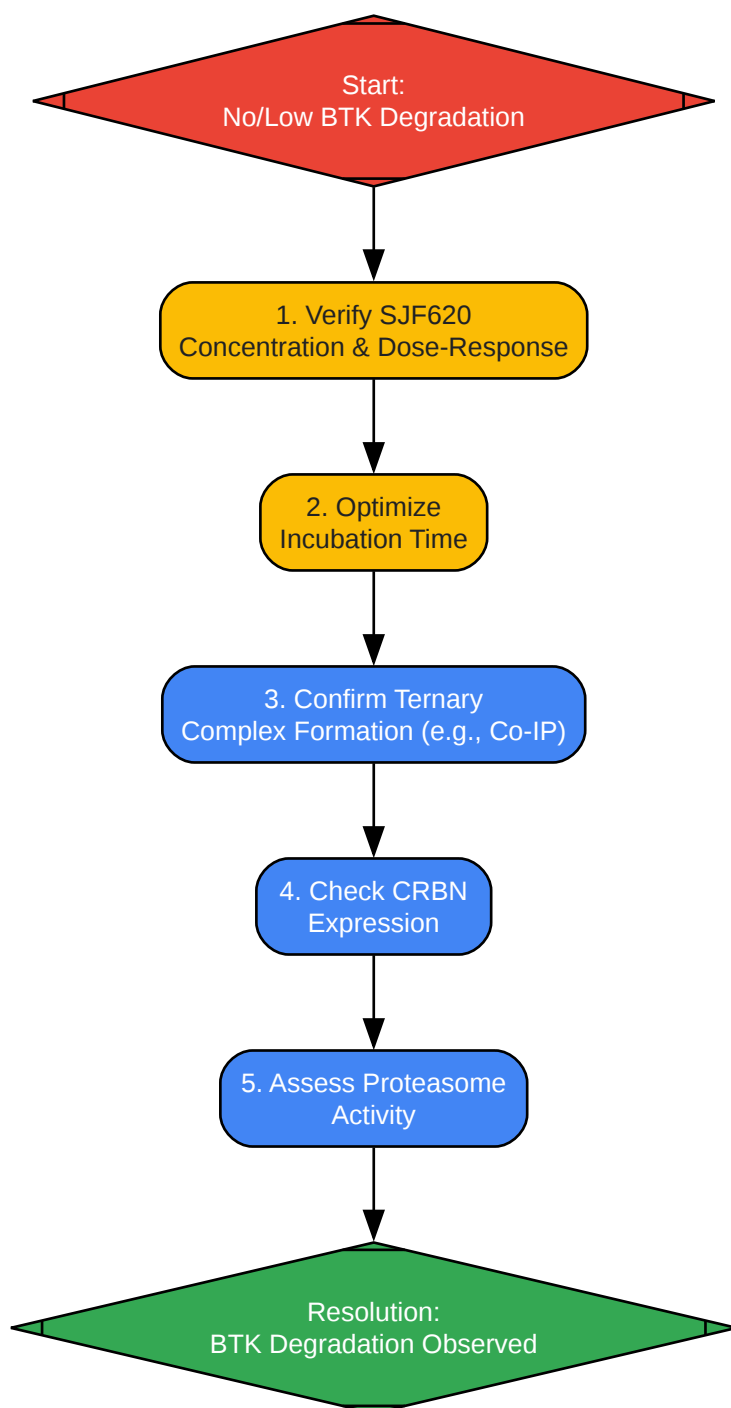 Start:
No/Low BTK Degradation
1. Verify SJF620
Concentration & Dose-Response
2. Optimize
Incubation Time
3. Confirm Ternary
Complex Formation (e.g., Co-IP)
4. Check CRBN
Expression
5. Assess Proteasome
Activity
Resolution:
BTK Degradation Observed